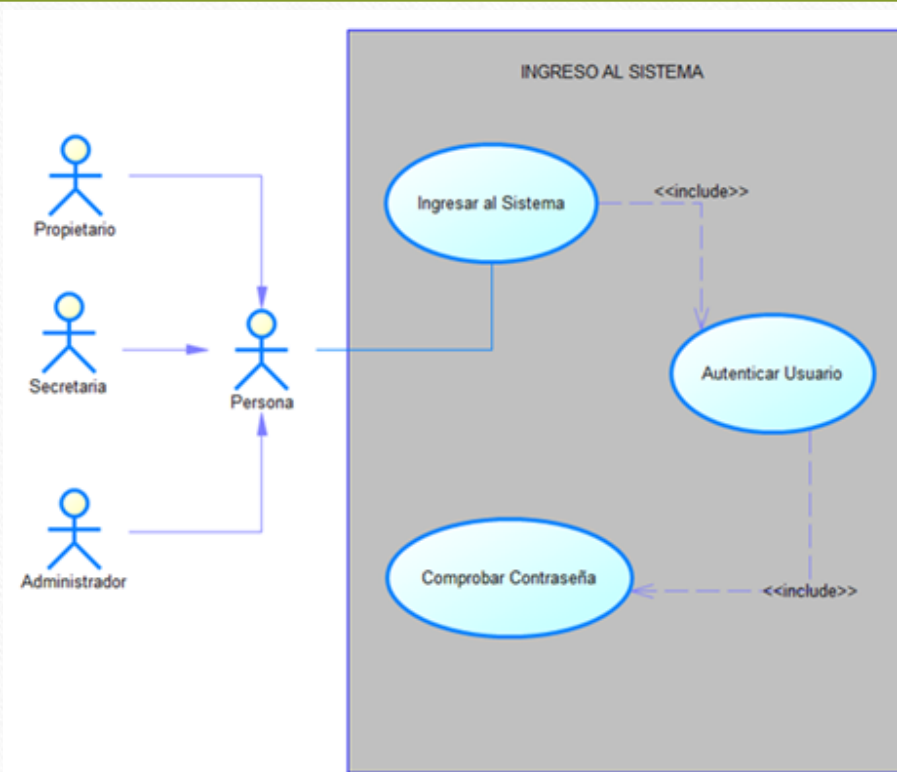 INGRESO AL SISTEMA
Propietario
Ingresar al Sistema
<<include>>
Secretaria
Persona
Autenticar Usuario
Administrador
Comprobar Contraseña
<<include>>